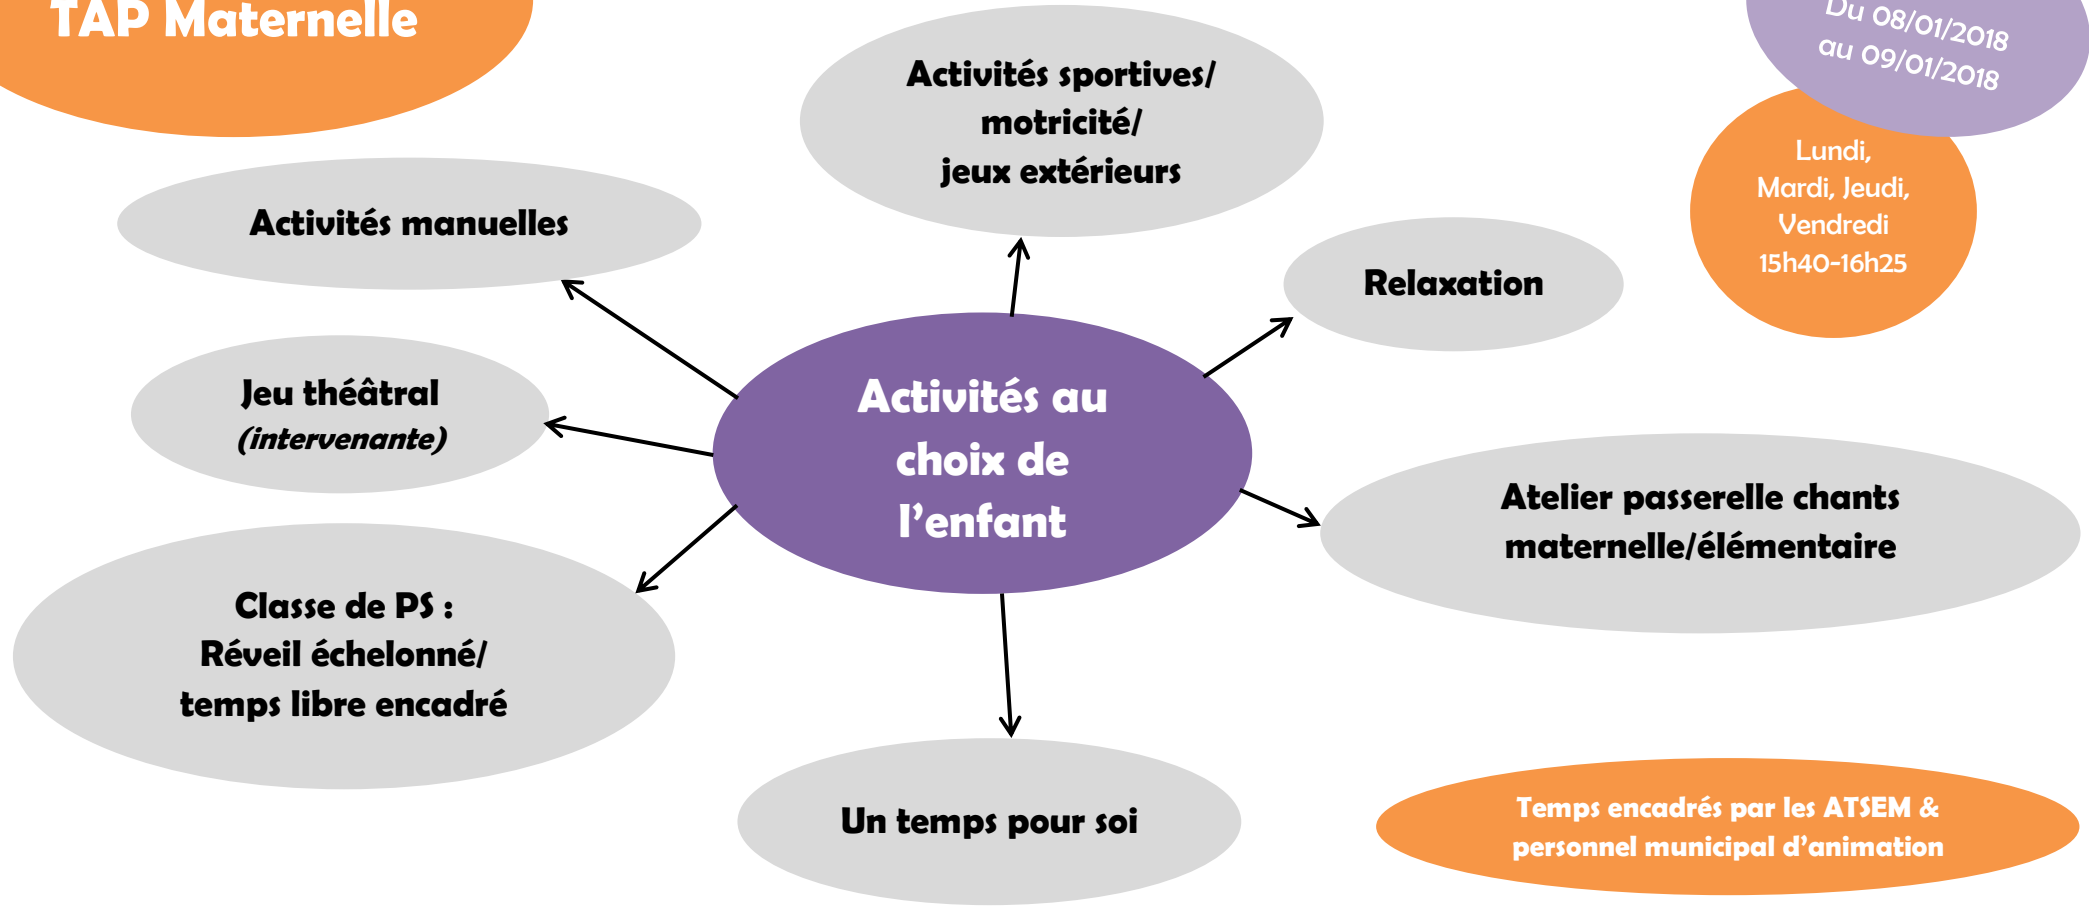 TAP Maternelle
Du 08/01/2018
au 09/01/2018
Activités sportives/
motricité/
jeux extérieurs
Lundi,
Mardi, Jeudi,
Vendredi
15h40-16h25
Activités manuelles
Relaxation
Jeu théâtral
(intervenante)
Activités au
choix de
l’enfant
Atelier passerelle chants
maternelle/élémentaire
Classe de PS :
Réveil échelonné/
temps libre encadré
Un temps pour soi
Temps encadrés par les ATSEM &
personnel municipal d’animation